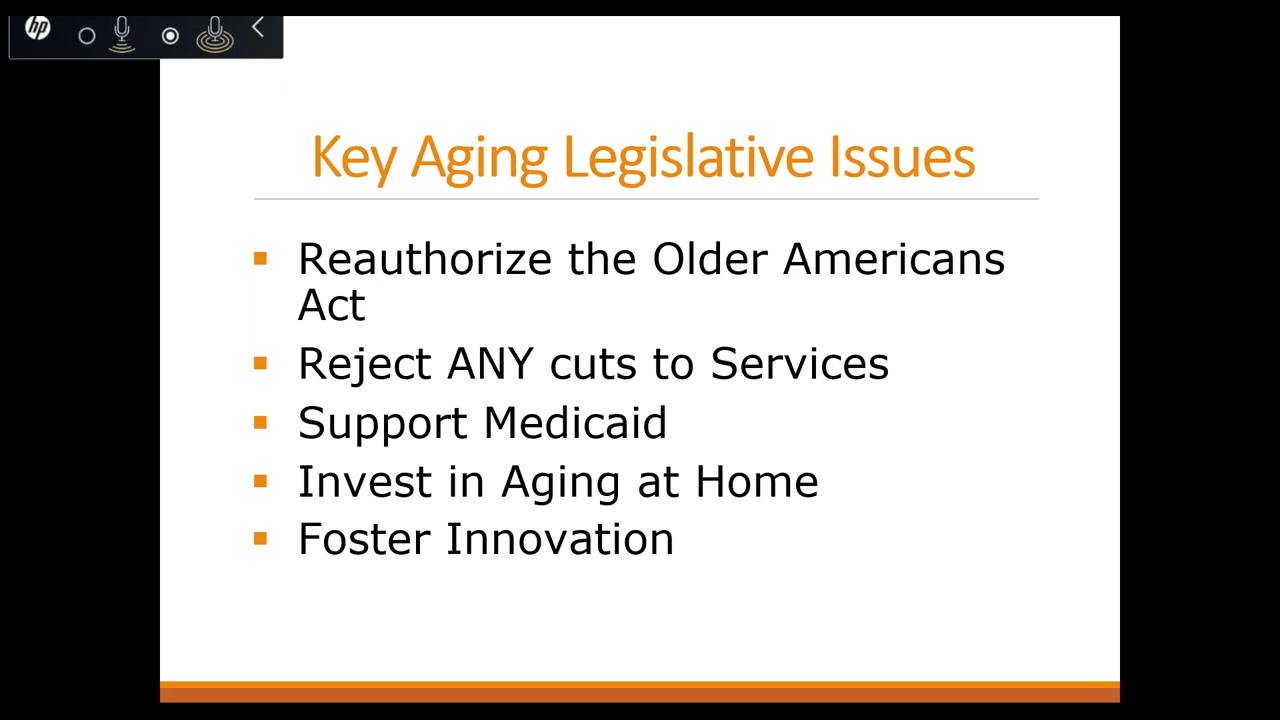 hp
Key Aging Legislative Issues
Reauthorize the Older Americans
Act
Reject ANY cuts to Services
Support Medicaid
Invest in Aging at Home
Foster Innovation